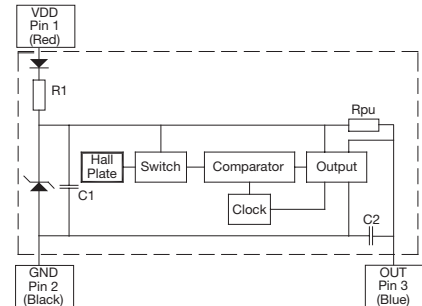 VDD
Pin 1
(Red)
R1
Rpu
Hall
Plate
Switch
Comparator
Output
C1
Clock
C2
GND
Pin 2
(Black)
OUT
Pin 3
(Blue)